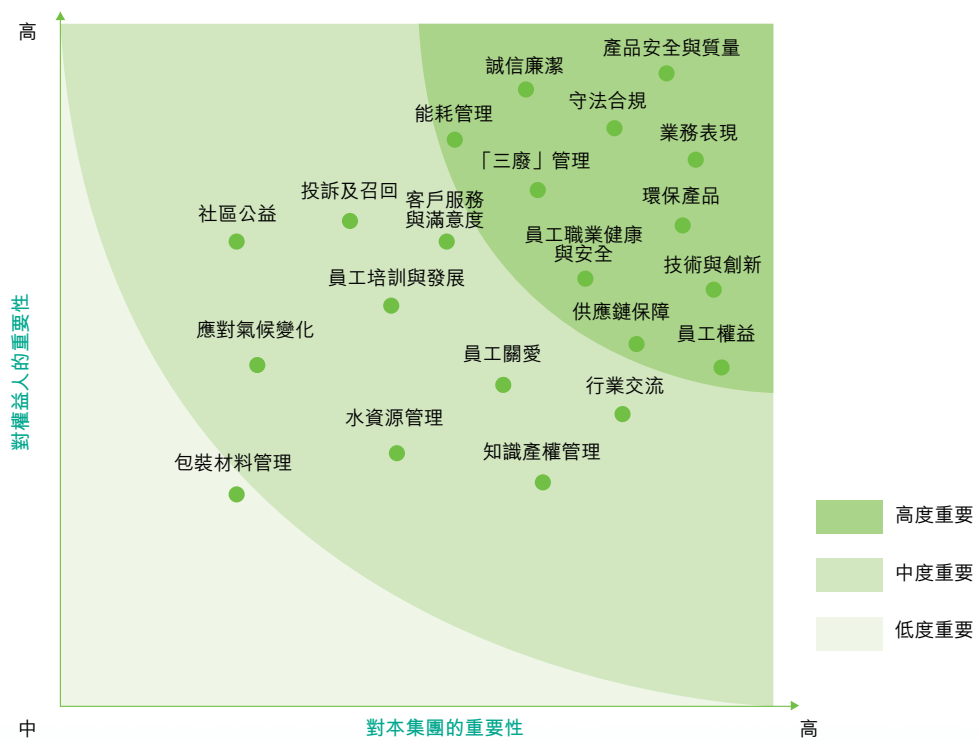 高
產品安全與質量
誠信廉潔
守法合規
能耗管理
業務表現
「三廢」管理
投訴及召回
環保產品
客戶服務
與滿意度
社區公益
員工職業健康
與安全
技術與創新
員工培訓與發展
供應鏈保障
應對氣候變化
員工權益
員工關愛
行業交流
對權益人的重要性
水資源管理
知識產權管理
包裝材料管理
高度重要
中度重要
低度重要
中
對本集團的重要性
高